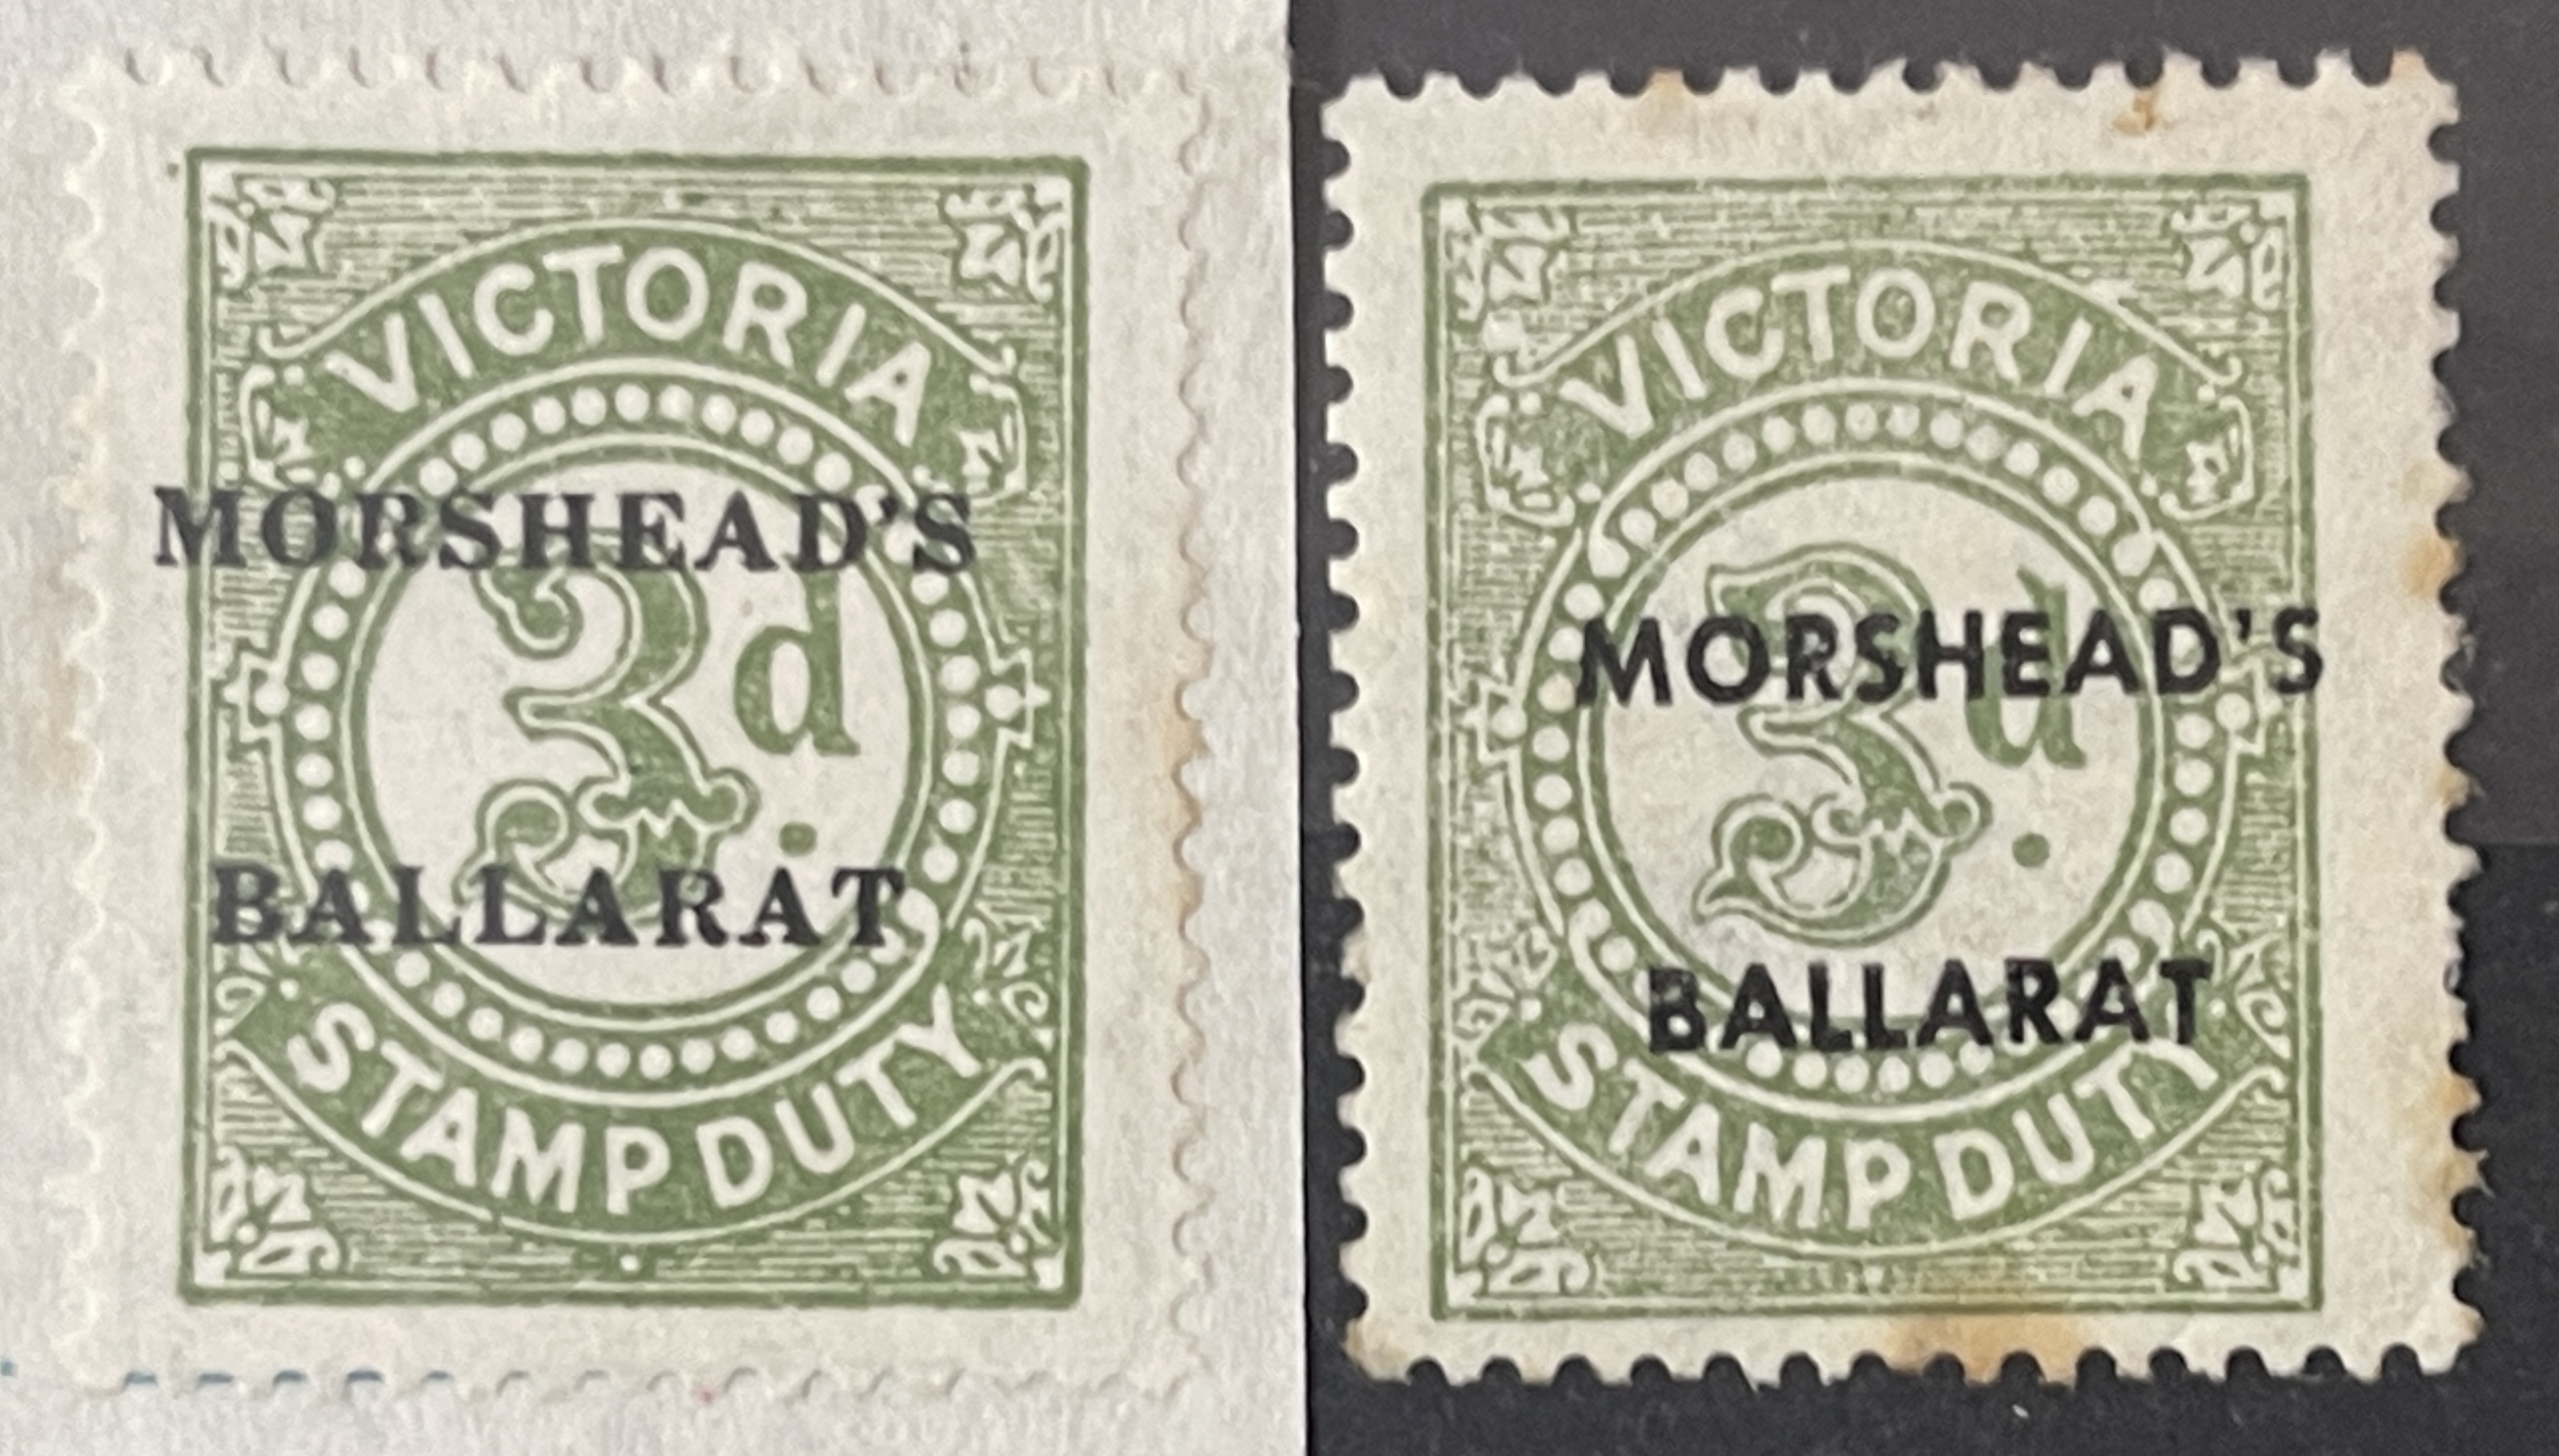 VICTORIA
MORSHEAD'S
3d.
BALLARAT
STAMP DUTY
VICTORIA
MORSHEAD'S
3d.
BALLARAT
STAMP DUTY